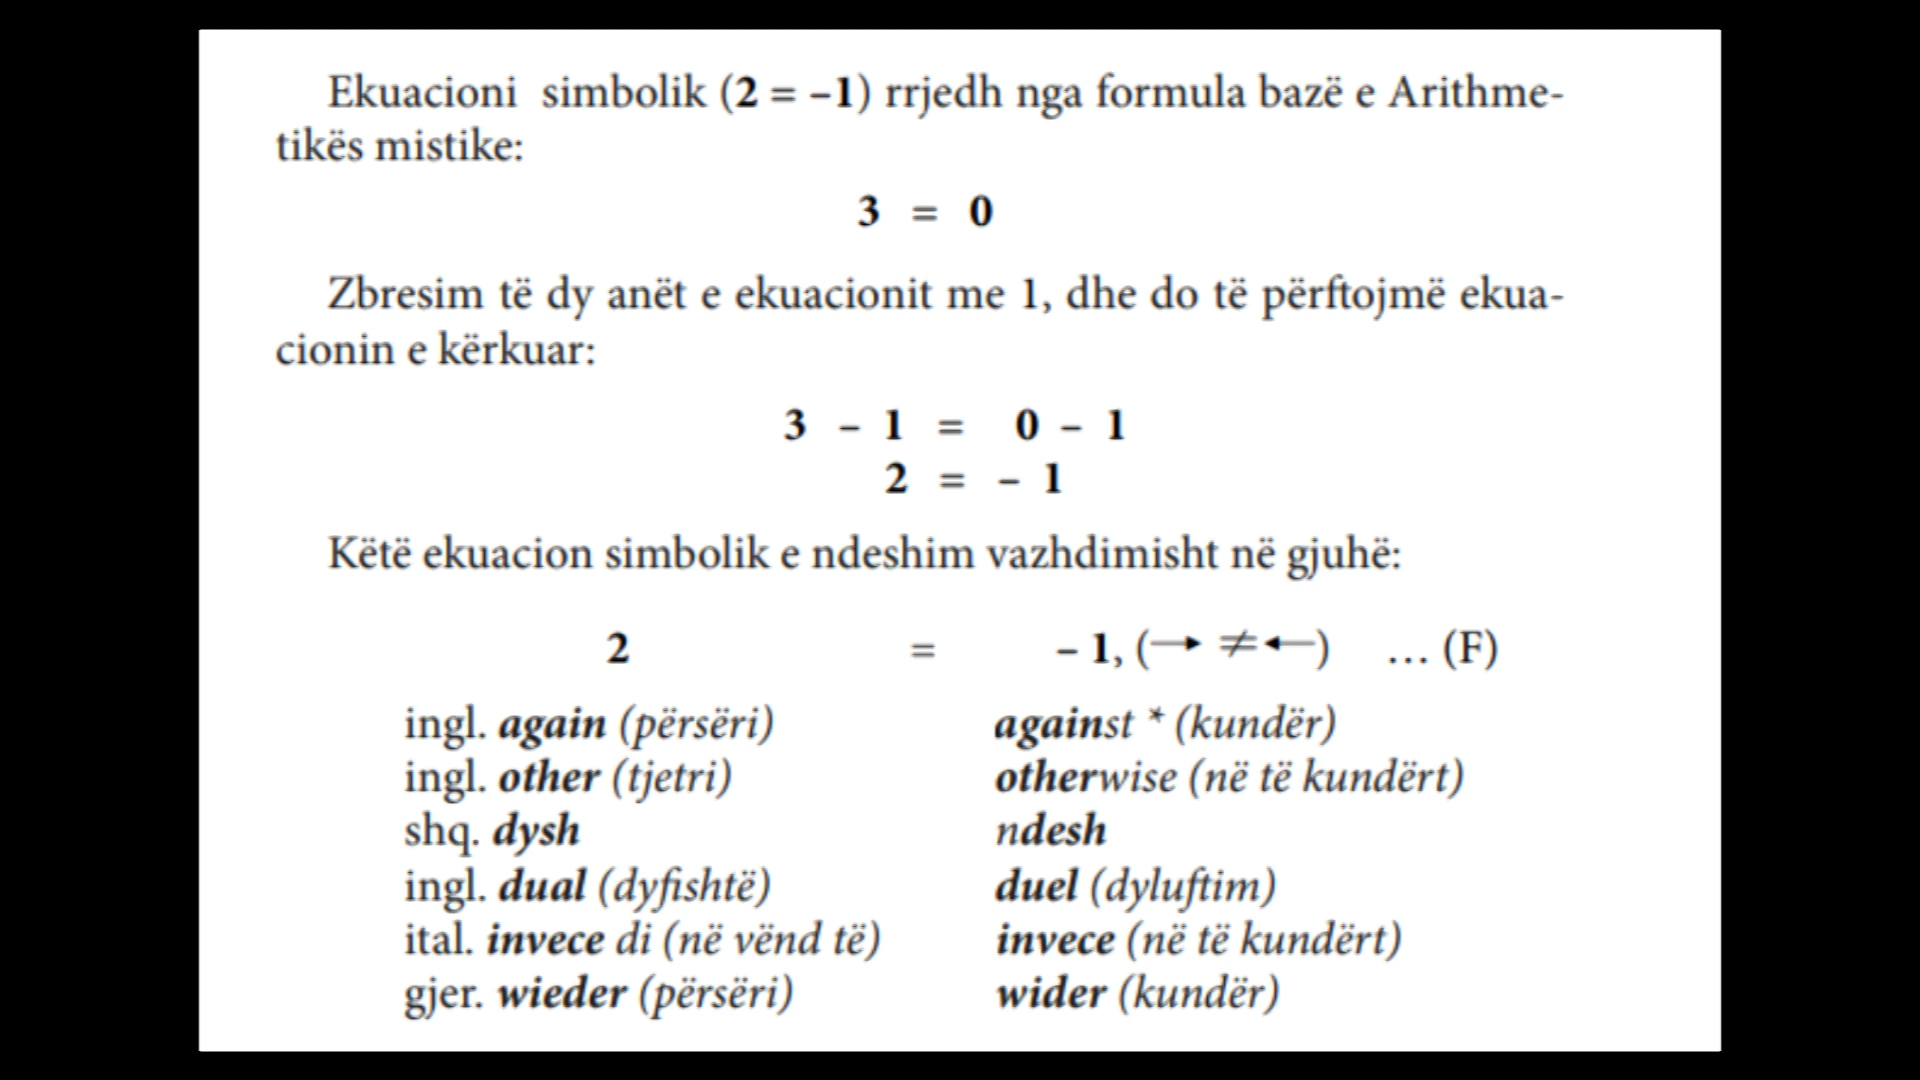 Ekuacioni simbolik (2 = –1) rrjedh nga formula bazë e Arithme-
tikës mistike:
3 = 0
Zbresim të dy anët e ekuacionit me 1, dhe do të përftojmë ekua-
cionin e kërkuar:
3 – 1 = 0 – 1
2 = – 1
Këtë ekuacion simbolik e ndeshim vazhdimisht në gjuhë:
2 = – 1, (→ ≠ ←) … (F)
ingl. again (përsëri) against * (kundër)
ingl. other (tjetri) otherwise (në të kundërt)
shq. dysh ndesh
ingl. dual (dyfishtë) duel (dyluftim)
ital. invece di (në vënd të) invece (në të kundërt)
gjer. wieder (përsëri) wider (kundër)